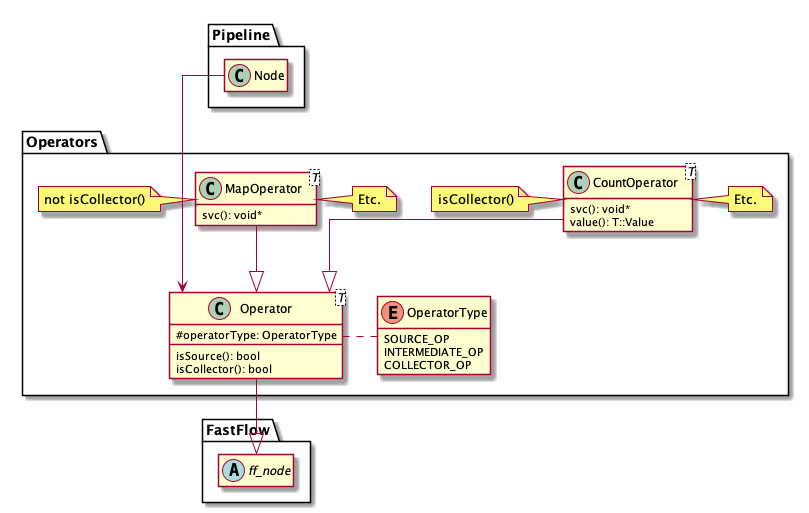 Pipeline
C Node
Operators
not isCollector()
C MapOperator
T
svc(): void*
Etc.
isCollector()
C CountOperator
T
svc(): void*
value(): T::Value
Etc.
C Operator
T
#operatorType: OperatorType
isSource(): bool
isCollector(): bool
E OperatorType
SOURCE_OP
INTERMEDIATE_OP
COLLECTOR_OP
FastFlow
A ff_node